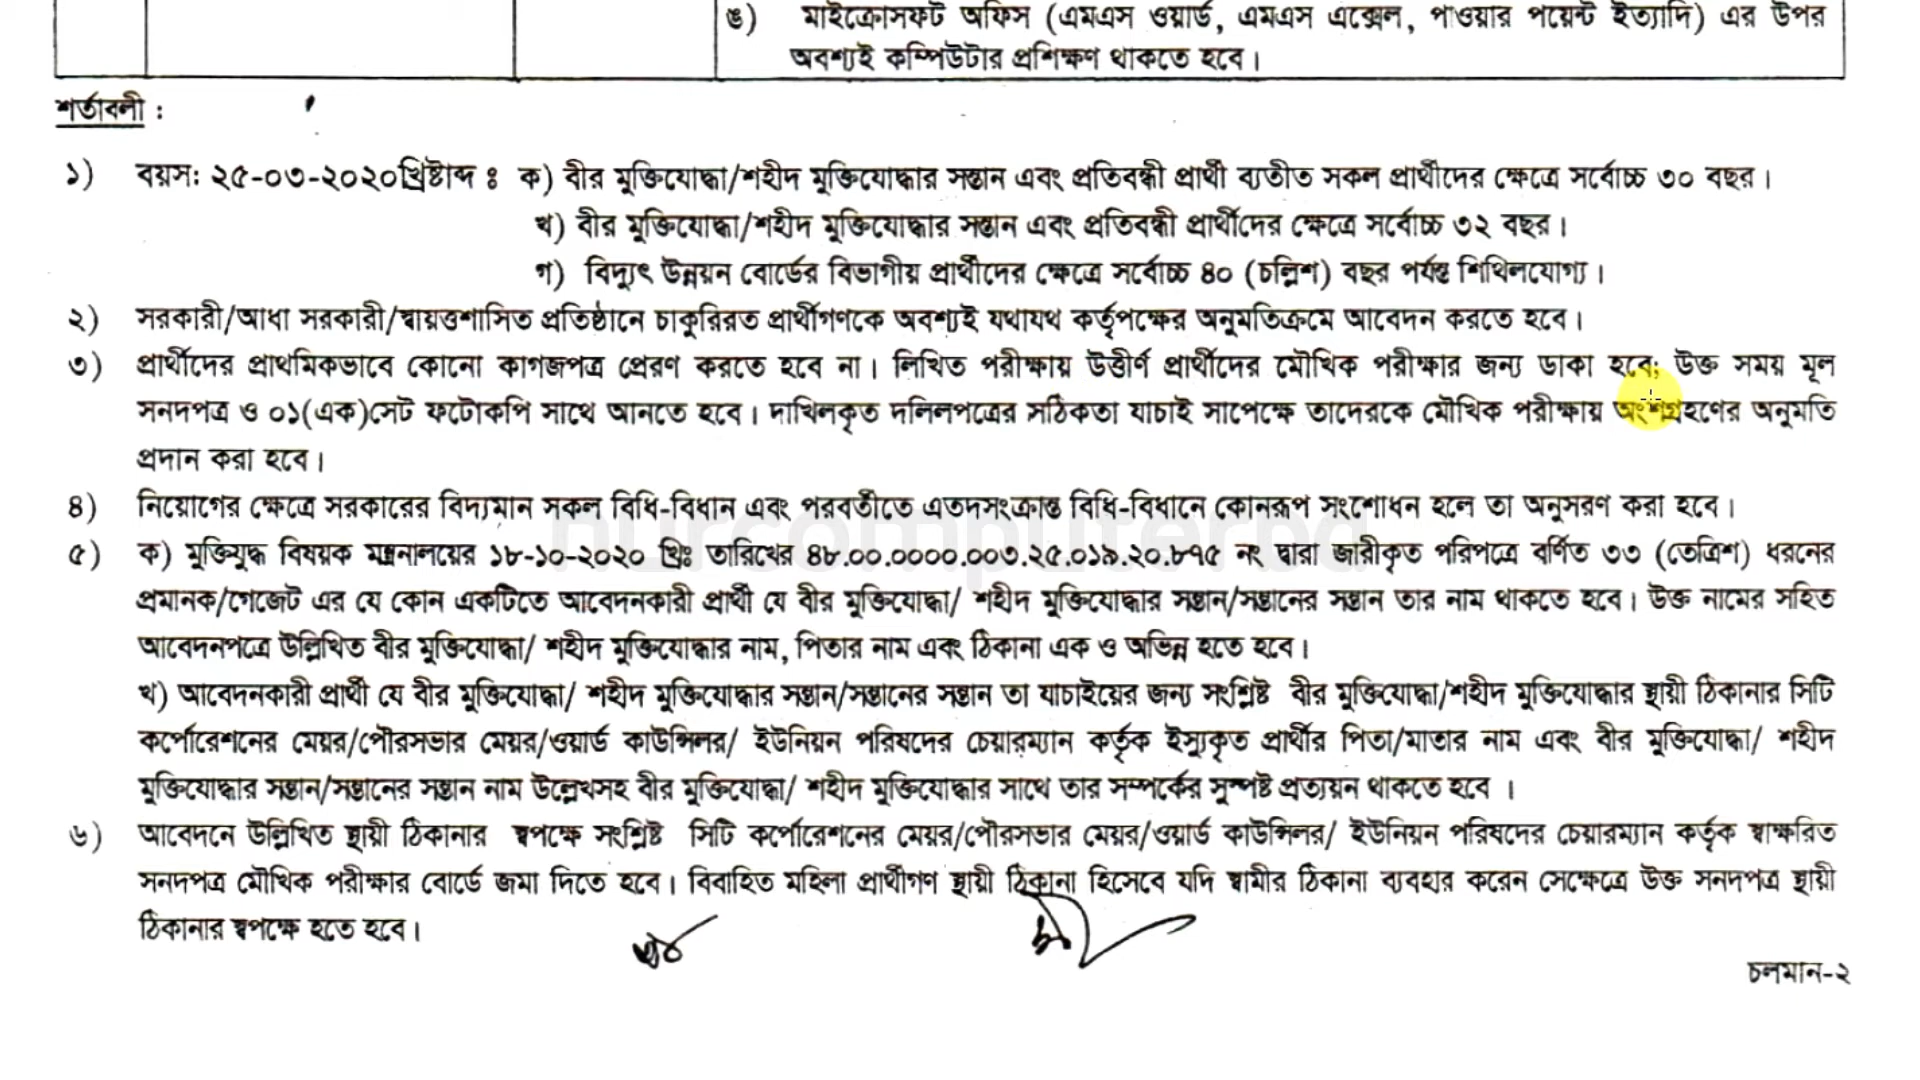 ঙ) মাইক্রোসফট অফিস (এমএস ওয়ার্ড, এমএস এক্সেল, পাওয়ার পয়েন্ট ইত্যাদি) এর উপর
অবশ্যই কম্পিউটার প্রশিক্ষণ থাকতে হবে।
শর্তাবলী :
১) বয়স: ২৫-০৩-২০২০খ্রিষ্টাব্দ ঃ ক) বীর মুক্তিযোদ্ধা/শহীদ মুক্তিযোদ্ধার সন্তান এবং প্রতিবন্ধী প্রার্থী ব্যতীত সকল প্রার্থীদের ক্ষেত্রে সর্বোচ্চ ৩০ বছর।
খ) বীর মুক্তিযোদ্ধা/শহীদ মুক্তিযোদ্ধার সন্তান এবং প্রতিবন্ধী প্রার্থীদের ক্ষেত্রে সর্বোচ্চ ৩২ বছর।
গ) বিদ্যুৎ উন্নয়ন বোর্ডের বিভাগীয় প্রার্থীদের ক্ষেত্রে সর্বোচ্চ ৪০ (চল্লিশ) বছর পর্যন্ত শিথিলযোগ্য।
২) সরকারী/আধা সরকারী/স্বায়ত্তশাসিত প্রতিষ্ঠানে চাকুরিরত প্রার্থীগণকে অবশ্যই যথাযথ কর্তৃপক্ষের অনুমতিক্রমে আবেদন করতে হবে।
৩) প্রার্থীদের প্রাথমিকভাবে কোনো কাগজপত্র প্রেরণ করতে হবে না। লিখিত পরীক্ষায় উত্তীর্ণ প্রার্থীদের মৌখিক পরীক্ষার জন্য ডাকা হবে; উক্ত সময় মূল
সনদপত্র ও ০১(এক)সেট ফটোকপি সাথে আনতে হবে। দাখিলকৃত দলিলপত্রের সঠিকতা যাচাই সাপেক্ষে তাদেরকে মৌখিক পরীক্ষায় অংশগ্রহণের অনুমতি
প্রদান করা হবে।
৪) নিয়োগের ক্ষেত্রে সরকারের বিদ্যমান সকল বিধি-বিধান এবং পরবর্তীতে এতদসংক্রান্ত বিধি-বিধানে কোনরূপ সংশোধন হলে তা অনুসরণ করা হবে।
nurcomputerbd
৫) ক) মুক্তিযুদ্ধ বিষয়ক মন্ত্রনালয়ের ১৮-১০-২০২০ খ্রিঃ তারিখের ৪৮.০০.০০০০.০০৩.২৫.০১৯.২০.৮৭৫ নং দ্বারা জারীকৃত পরিপত্রে বর্ণিত ৩৩ (তেত্রিশ) ধরনের
প্রমানক/গেজেট এর যে কোন একটিতে আবেদনকারী প্রার্থী যে বীর মুক্তিযোদ্ধা/ শহীদ মুক্তিযোদ্ধার সন্তান/সন্তানের সন্তান তার নাম থাকতে হবে। উক্ত নামের সহিত
আবেদনপত্রে উল্লিখিত বীর মুক্তিযোদ্ধা/ শহীদ মুক্তিযোদ্ধার নাম, পিতার নাম এবং ঠিকানা এক ও অভিন্ন হতে হবে।
খ) আবেদনকারী প্রার্থী যে বীর মুক্তিযোদ্ধা/ শহীদ মুক্তিযোদ্ধার সন্তান/সন্তানের সন্তান তা যাচাইয়ের জন্য সংশ্লিষ্ট বীর মুক্তিযোদ্ধা/শহীদ মুক্তিযোদ্ধার স্থায়ী ঠিকানার সিটি
কর্পোরেশনের মেয়র/পৌরসভার মেয়র/ওয়ার্ড কাউন্সিলর/ ইউনিয়ন পরিষদের চেয়ারম্যান কর্তৃক ইস্যুকৃত প্রার্থীর পিতা/মাতার নাম এবং বীর মুক্তিযোদ্ধা/ শহীদ
মুক্তিযোদ্ধার সন্তান/সন্তানের সন্তান নাম উল্লেখসহ বীর মুক্তিযোদ্ধা/ শহীদ মুক্তিযোদ্ধার সাথে তার সম্পর্কের সুস্পষ্ট প্রত্যয়ন থাকতে হবে ।
৬) আবেদনে উল্লিখিত স্থায়ী ঠিকানার স্বপক্ষে সংশ্লিষ্ট সিটি কর্পোরেশনের মেয়র/পৌরসভার মেয়র/ওয়ার্ড কাউন্সিলর/ ইউনিয়ন পরিষদের চেয়ারম্যান কর্তৃক স্বাক্ষরিত
সনদপত্র মৌখিক পরীক্ষার বোর্ডে জমা দিতে হবে। বিবাহিত মহিলা প্রার্থীগণ স্থায়ী ঠিকানা হিসেবে যদি স্বামীর ঠিকানা ব্যবহার করেন সেক্ষেত্রে উক্ত সনদপত্র স্থায়ী
ঠিকানার স্বপক্ষে হতে হবে।
চলমান-২